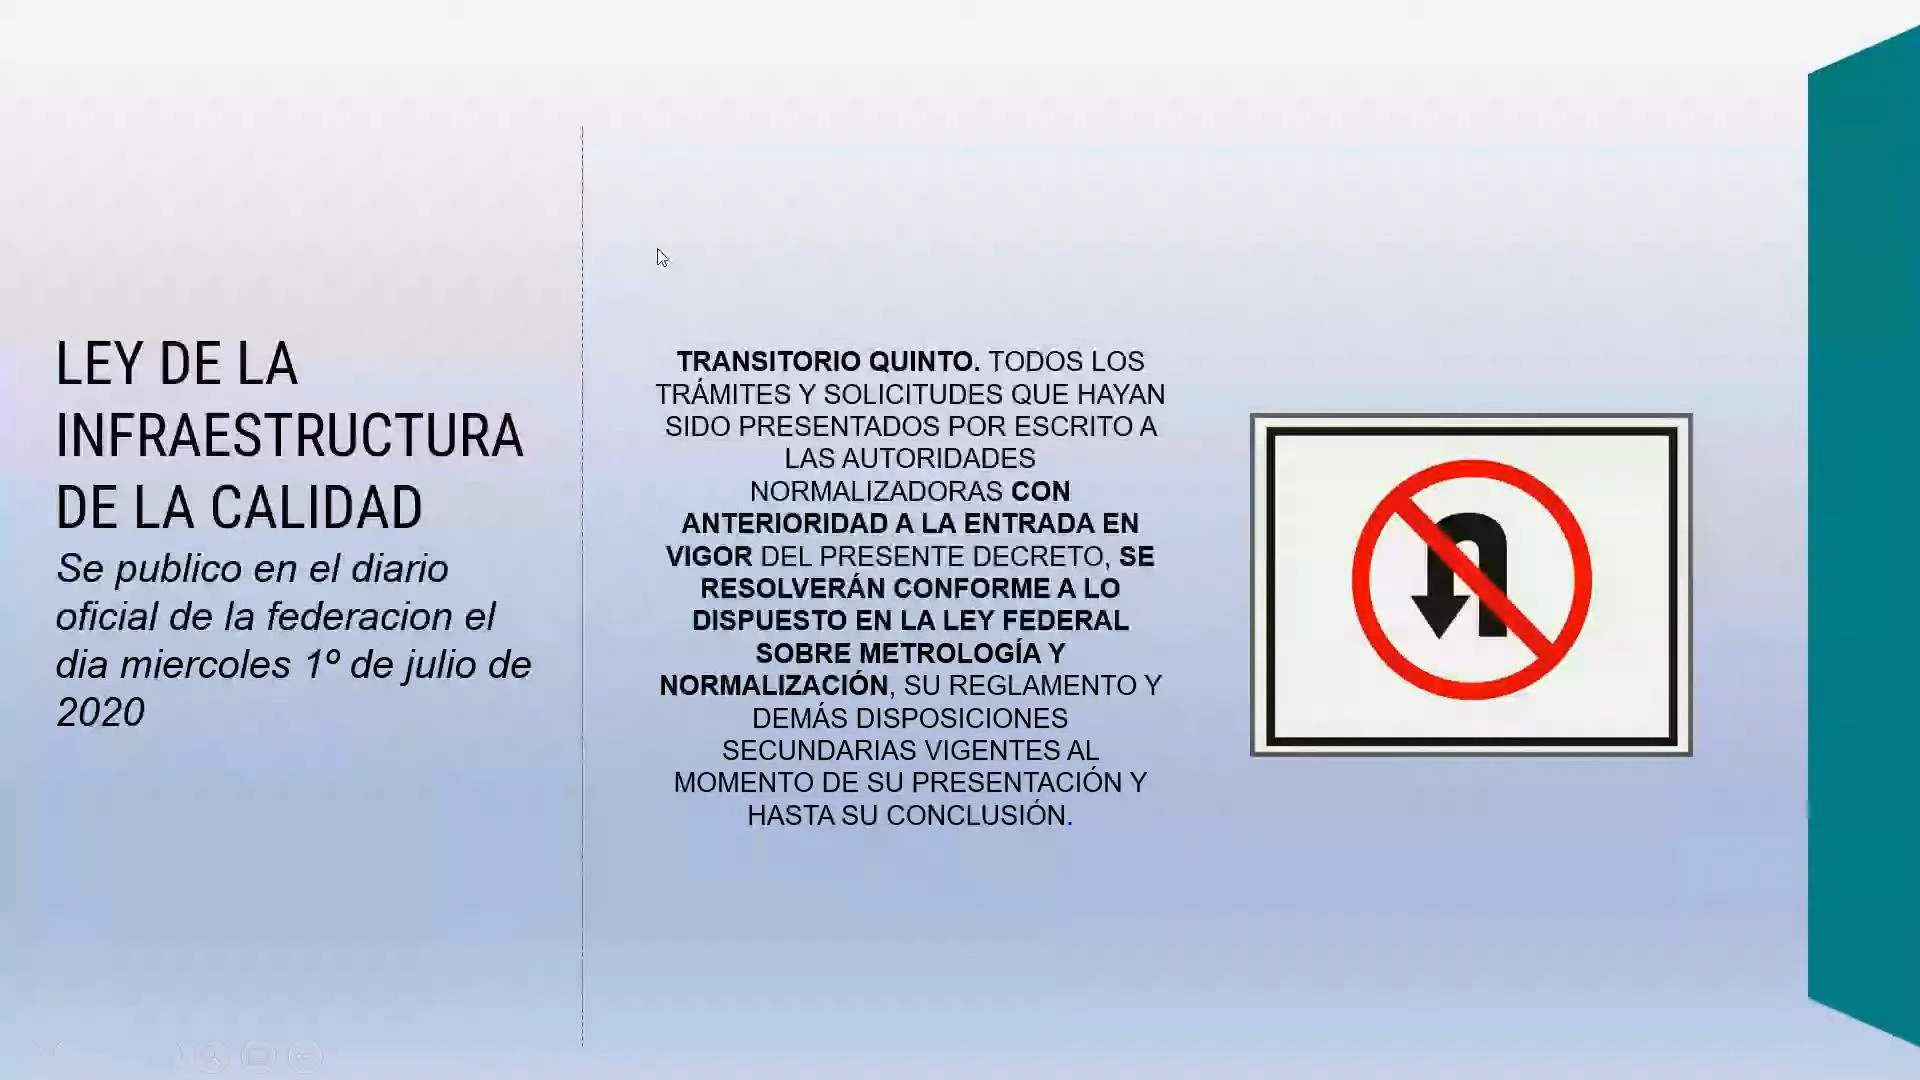 LEY DE LA
INFRAESTRUCTURA
DE LA CALIDAD
Se publico en el diario
oficial de la federacion el
dia miercoles 1º de julio de
2020
TRANSITORIO QUINTO. TODOS LOS
TRÁMITES Y SOLICITUDES QUE HAYAN
SIDO PRESENTADOS POR ESCRITO A
LAS AUTORIDADES
NORMALIZADORAS CON
ANTERIORIDAD A LA ENTRADA EN
VIGOR DEL PRESENTE DECRETO, SE
RESOLVERÁN CONFORME A LO
DISPUESTO EN LA LEY FEDERAL
SOBRE METROLOGÍA Y
NORMALIZACIÓN, SU REGLAMENTO Y
DEMÁS DISPOSICIONES
SECUNDARIAS VIGENTES AL
MOMENTO DE SU PRESENTACIÓN Y
HASTA SU CONCLUSIÓN.